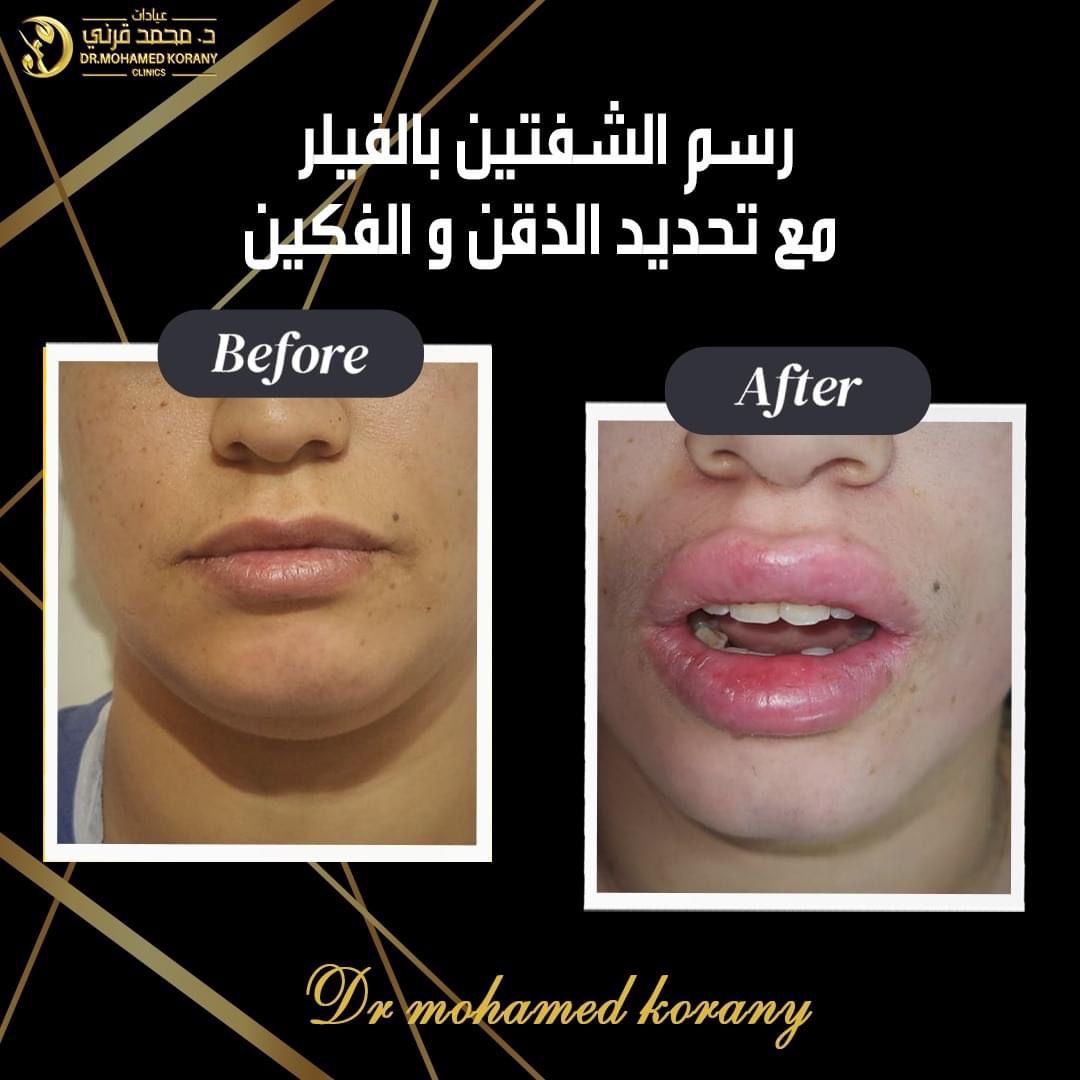 عيادات
د. محمد قرني
DR.MOHAMED KORANY
CLINICS
رسم الشفتين بالفيلر
مع تحديد الذقن و الفكين
Before
After
Dr mohamed korany